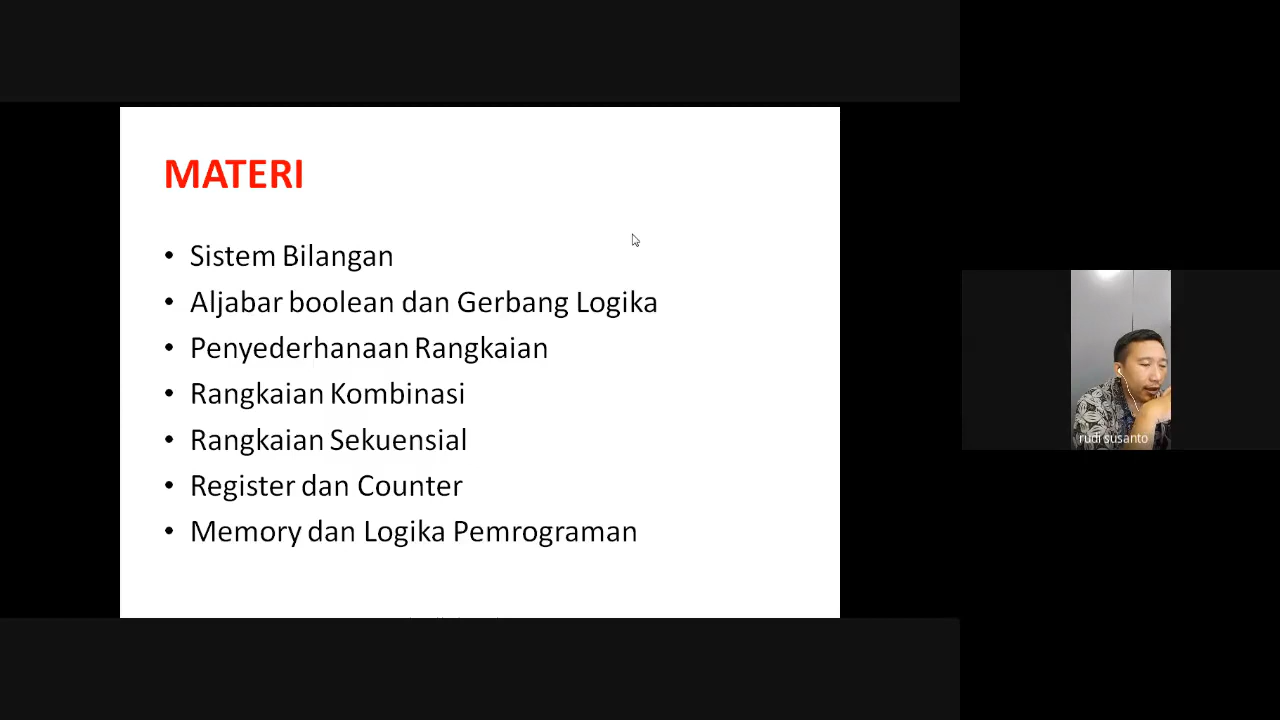 MATERI
• Sistem Bilangan
• Aljabar boolean dan Gerbang Logika
• Penyederhanaan Rangkaian
• Rangkaian Kombinasi
• Rangkaian Sekuensial
• Register dan Counter
• Memory dan Logika Pemrograman
rudi susanto